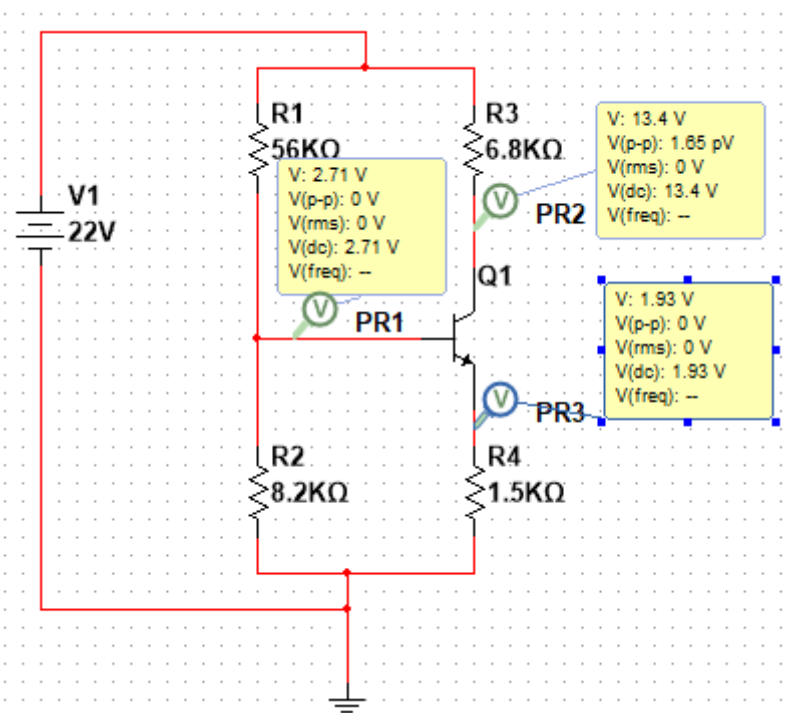 R1
56KΩ
R3
6.8KΩ
V: 13.4 V
V(p-p): 1.65 pV
V(rms): 0 V
V(dc): 13.4 V
V(freq): --
V: 2.71 V
V(p-p): 0 V
V(rms): 0 V
V(dc): 2.71 V
V(freq): --
V1
22V
V
PR2
Q1
V
PR1
V: 1.93 V
V(p-p): 0 V
V(rms): 0 V
V(dc): 1.93 V
V(freq): --
V
PR3
R2
8.2KΩ
R4
1.5KΩ